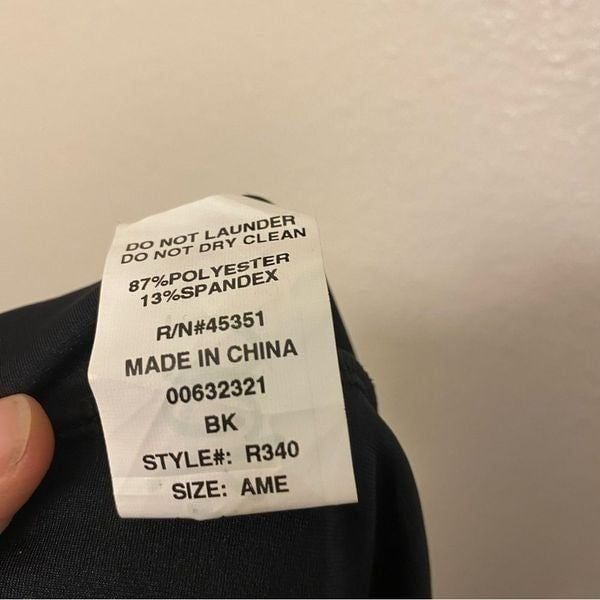 DO NOT LAUNDER
DO NOT DRY CLEAN
87%POLYESTER
13%SPANDEX
R/N#45351
MADE IN CHINA
00632321
BK
STYLE#: R340
SIZE: AME